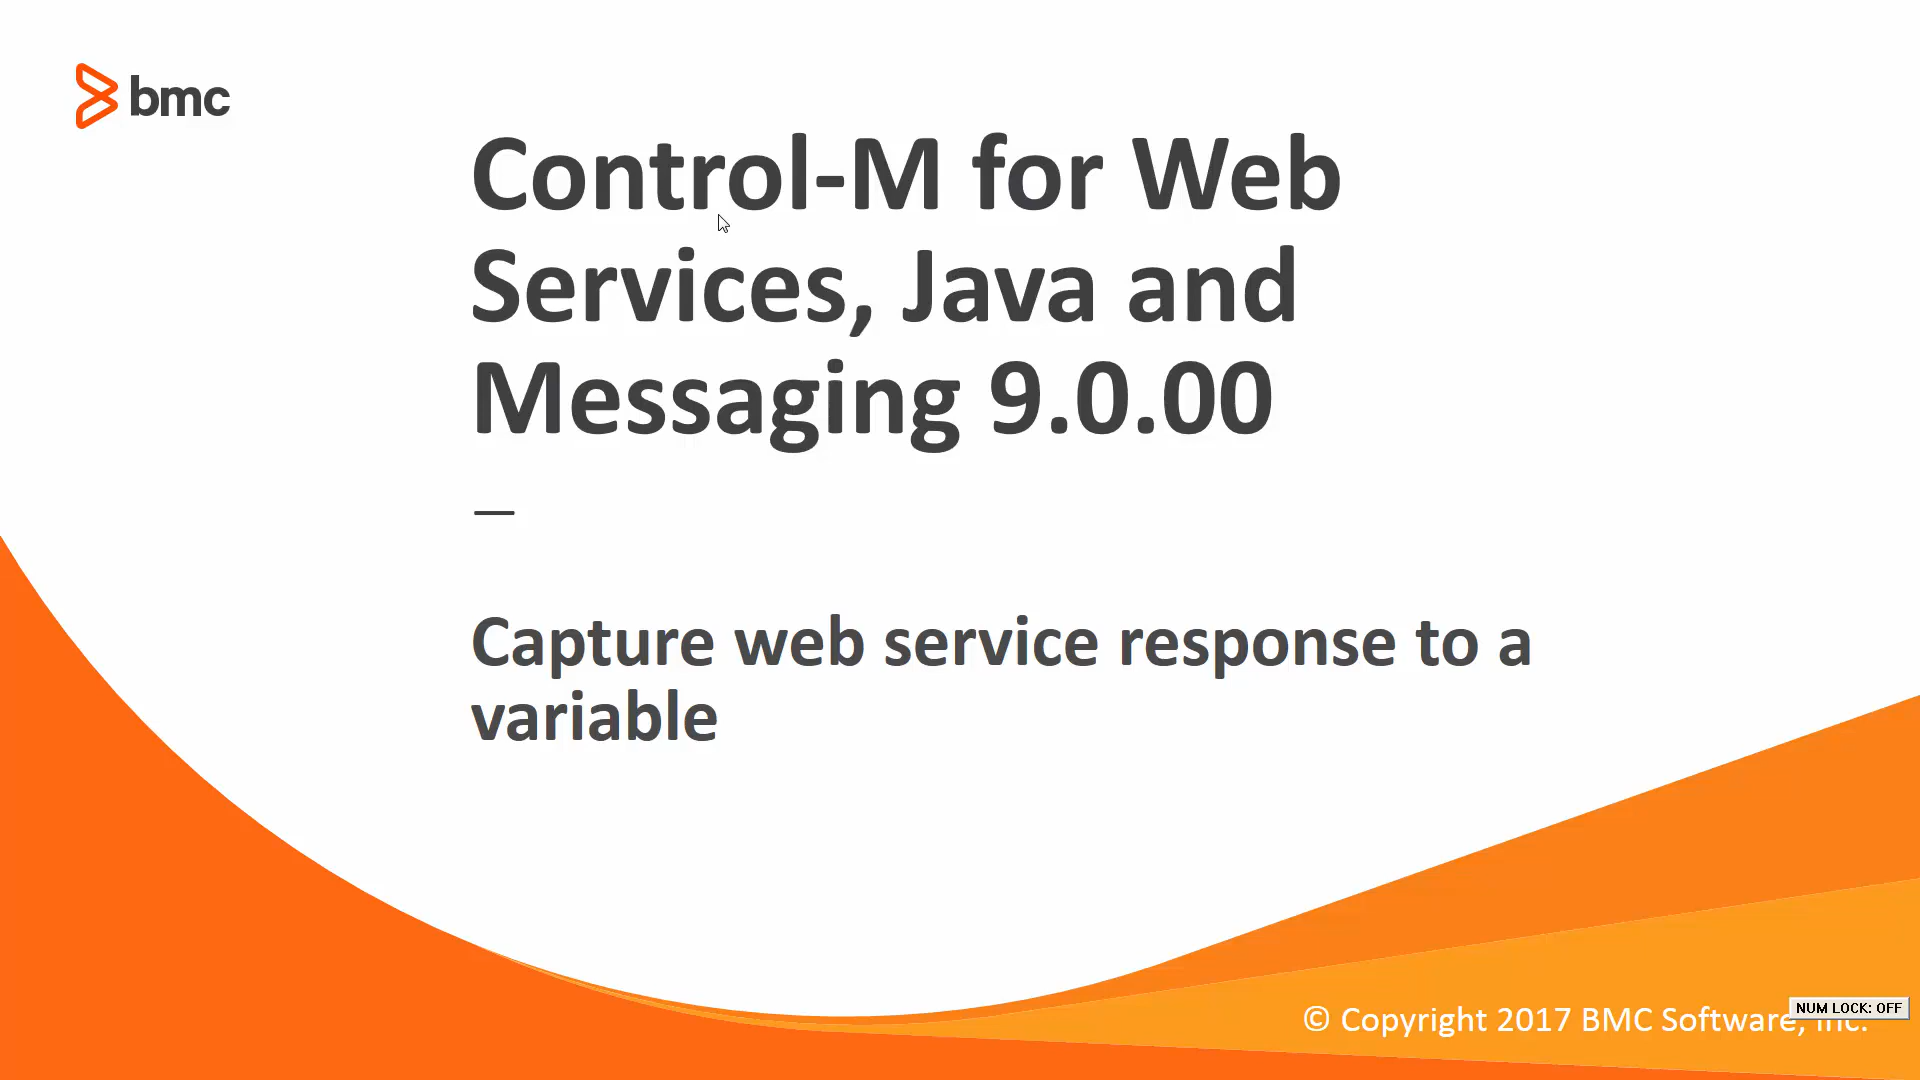 bmc
Control-M for Web
Services, Java and
Messaging 9.0.00
Capture web service response to a
variable
© Copyright 2017 BMC Software, Inc.
NUM LOCK: OFF